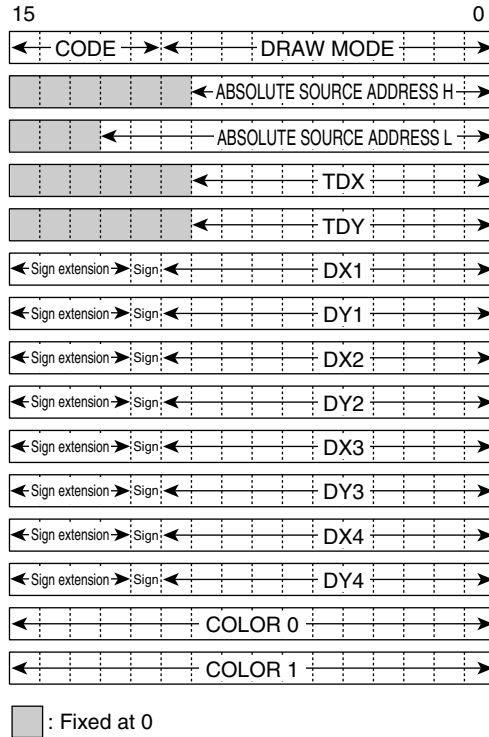 15 0
CODE DRAW MODE
ABSOLUTE SOURCE ADDRESS H
ABSOLUTE SOURCE ADDRESS L
TDX
TDY
Sign extension Sign DX1
Sign extension Sign DY1
Sign extension Sign DX2
Sign extension Sign DY2
Sign extension Sign DX3
Sign extension Sign DY3
Sign extension Sign DX4
Sign extension Sign DY4
COLOR 0
COLOR 1
: Fixed at 0